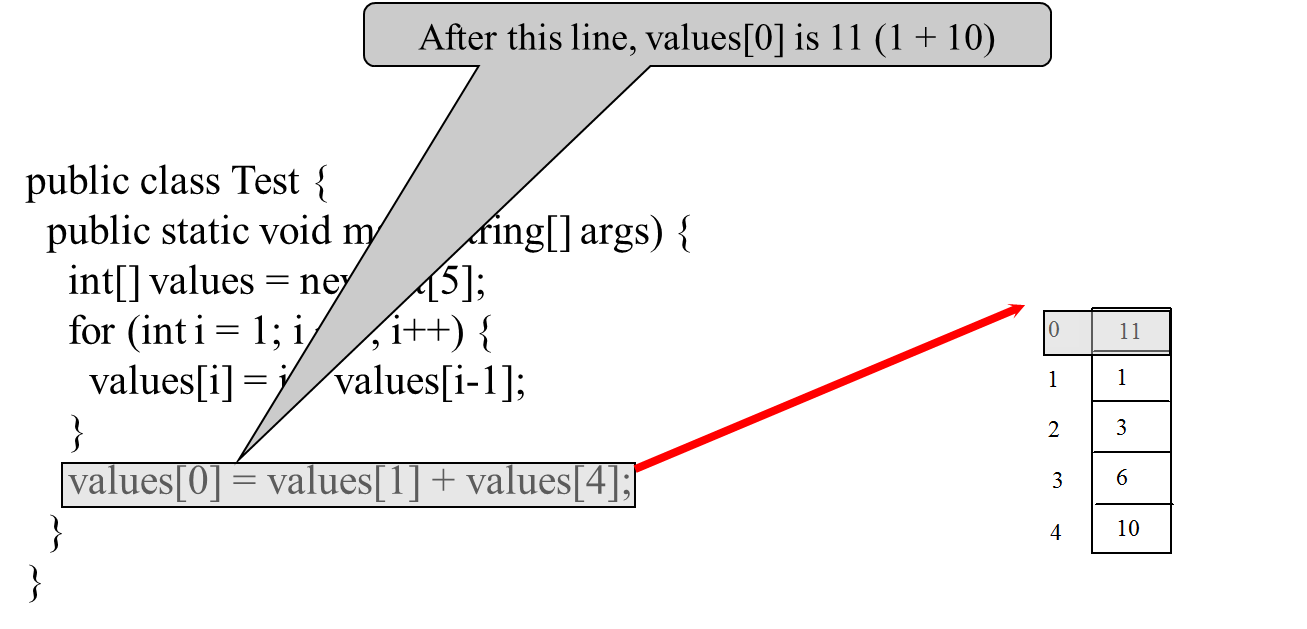 After this line, values[0] is 11 (1 + 10)
public class Test {
public static void ring[] args) {
int[] values = [5];
for (int i = 1; i i++) {
values[i] = values[i-1];
}
values[0] = values[1] + values[4];
}
}
0 11
1 1
2 3
3 6
4 10